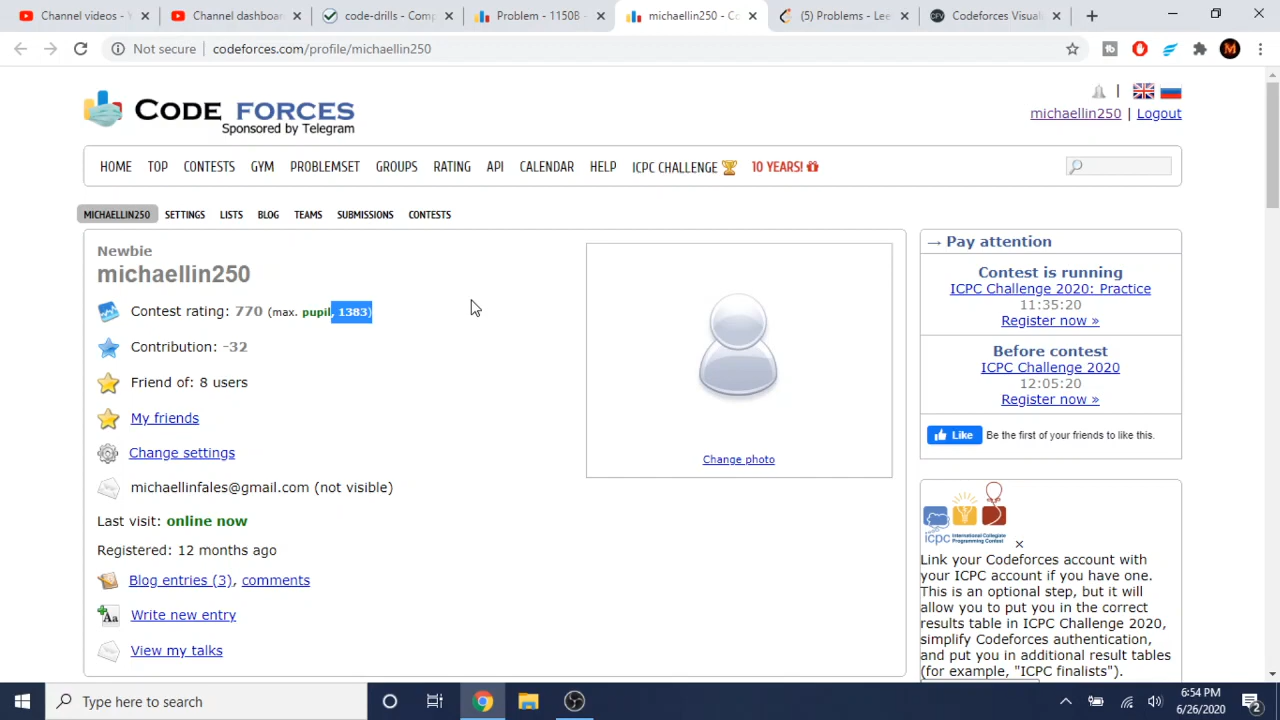 Channel videos - Y
Channel dashboar
code-drills - Comp
Problem - 1150B -
michaellin250 - Co
(5) Problems - Lee
Codeforces Visuali
Not secure
codeforces.com/profile/michaellin250
M
CODE FORCES
Sponsored by Telegram
michaellin250 | Logout
HOME TOP CONTESTS GYM PROBLEMSET GROUPS RATING API CALENDAR HELP ICPC CHALLENGE 10 YEARS!
MICHAELLIN250 SETTINGS LISTS BLOG TEAMS SUBMISSIONS CONTESTS
Newbie
michaellin250
Contest rating: 770 (max. pupil, 1383)
Contribution: -32
Friend of: 8 users
My friends
Change settings
michaellinfales@gmail.com (not visible)
Last visit: online now
Registered: 12 months ago
Blog entries (3), comments
Write new entry
View my talks
Change photo
→ Pay attention
Contest is running
ICPC Challenge 2020: Practice
11:35:20
Register now »
Before contest
ICPC Challenge 2020
12:05:20
Register now »
Like
Be the first of your friends to like this.
icpc International Collegiate Programming Contest
Link your Codeforces account with
your ICPC account if you have one.
This is an optional step, but it will
allow you to put you in the correct
results table in ICPC Challenge 2020,
simplify Codeforces authentication,
and put you in additional result tables
(for example, "ICPC finalists").
Type here to search
6:54 PM
6/26/2020
2